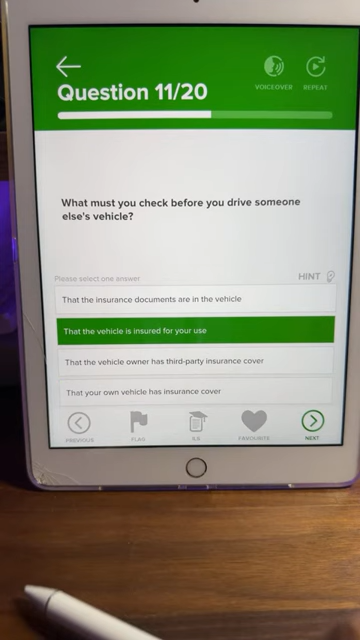 Question 11/20
VOICEOVER
REPEAT
What must you check before you drive someone
else's vehicle?
Please select one answer
HINT
That the insurance documents are in the vehicle
That the vehicle is insured for your use
That the vehicle owner has third-party insurance cover
That your own vehicle has insurance cover
PREVIOUS
FLAG
ILS
FAVOURITE
NEXT